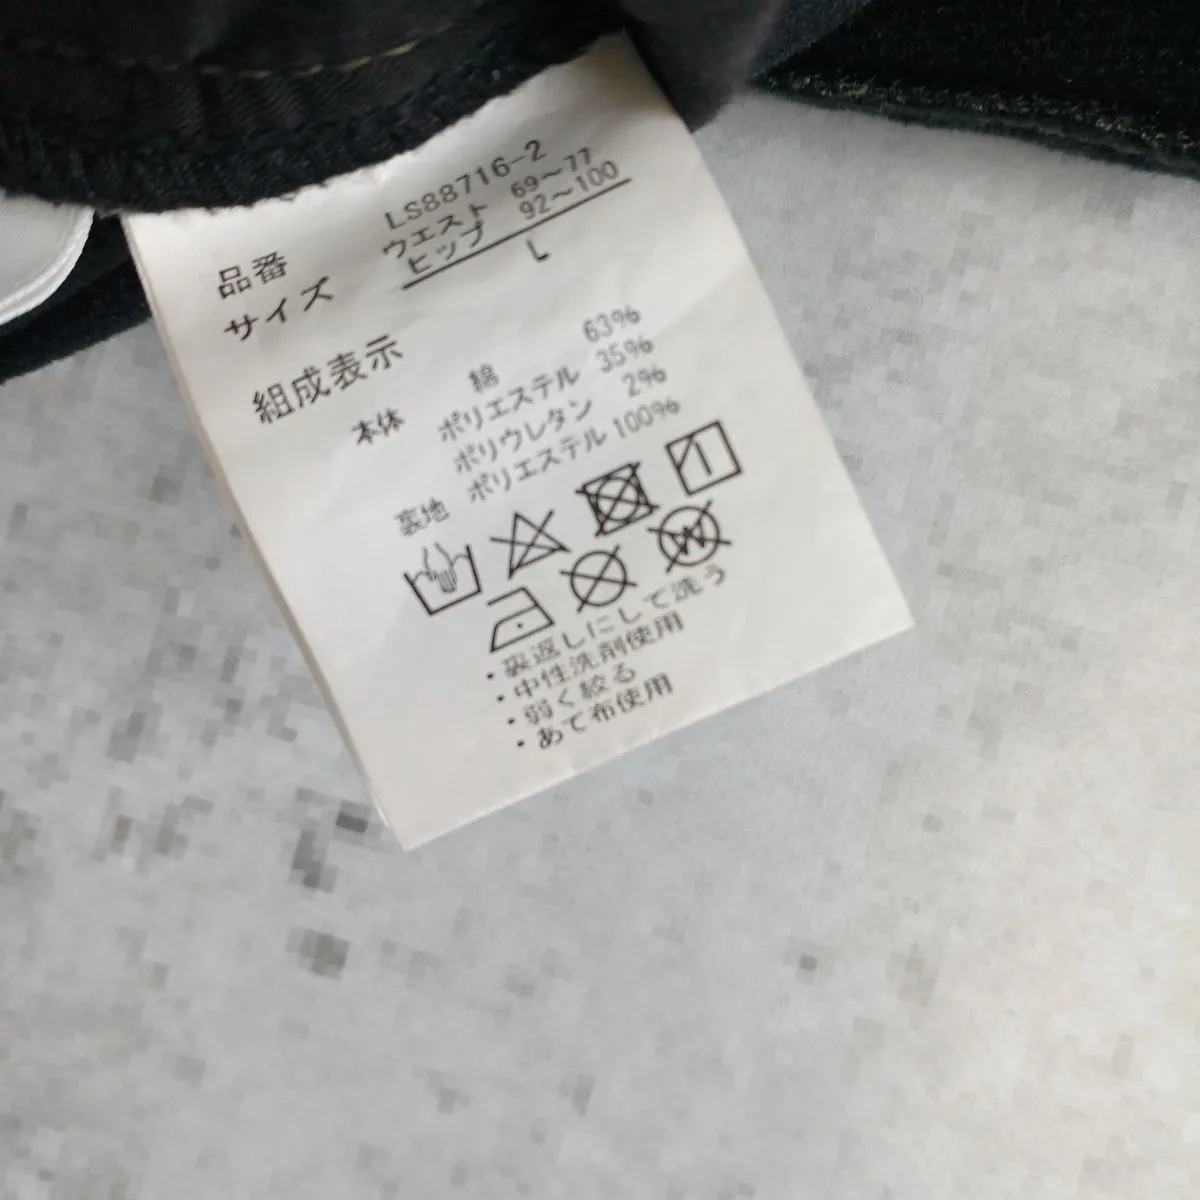 品番 LS88716-2
サイズ ウエスト 69～77
ヒップ 92～100
L
組成表示
本体 綿 63%
ポリエステル 35%
ポリウレタン 2%
裏地 ポリエステル 100%
W
・裏返しにして洗う
・中性洗剤使用
・弱く絞る
・あて布使用